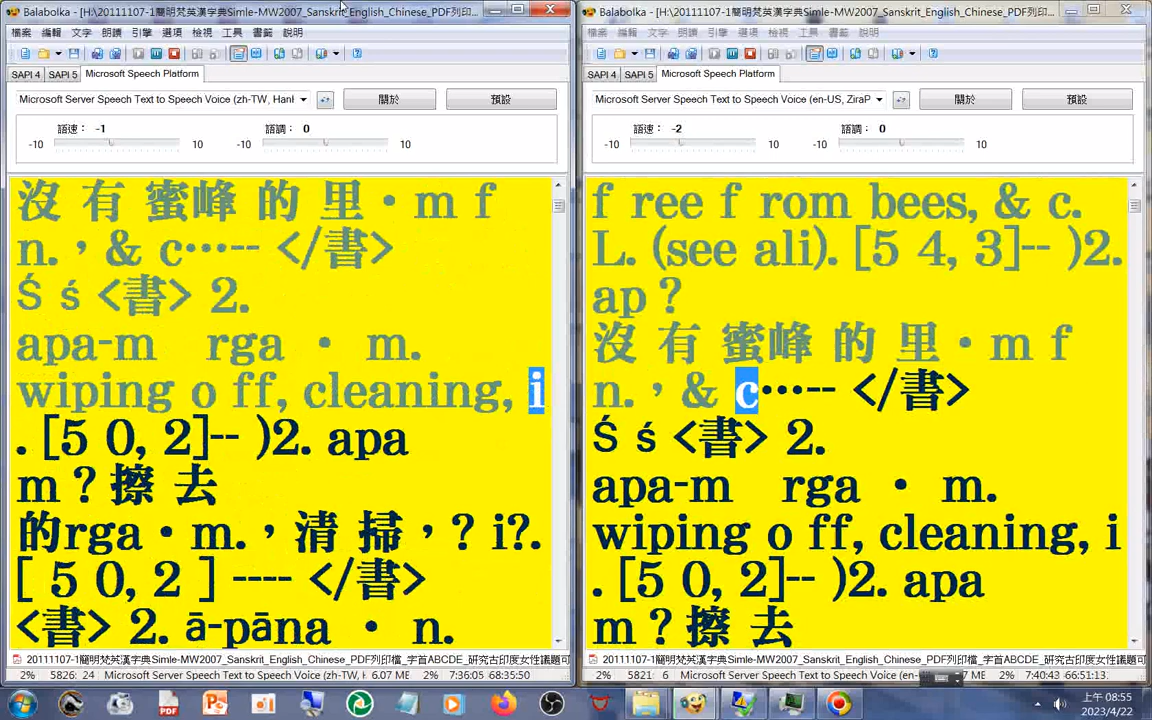 Balabolka - [H:\20111107-1簡明梵英漢字典Simle-MW2007_Sanskrit_English_Chinese_PDF列印...
檔案 編輯 文字 朗讀 引擎 選項 檢視 工具 書籤 說明
SAPI 4 SAPI 5 Microsoft Speech Platform
Microsoft Server Speech Text to Speech Voice (zh-TW, HanH 關於 預設
語速： -1 語調： 0
-10 10 -10 10
沒 有 蜜蜂 的 里·m f
n.，& c…-- </書>
Ś ś <書> 2.
apa-m rga • m.
wiping o ff, cleaning, i
. [5 0, 2]-- )2. apa
m？擦 去
的rga·m.，清 掃，? i?.
[ 5 0, 2 ] ---- </書>
<書> 2. ā-pāna • n.
20111107-1簡明梵英漢字典Simle-MW2007_Sanskrit_English_Chinese_PDF列印檔_字首ABCDE_研究古印度女性議題可
2% 5826: 24 Microsoft Server Speech Text to Speech Voice (zh-TW, H 6.07 ME 2% 7:36:05 68:35:50
Balabolka - [H:\20111107-1簡明梵英漢字典Simle-MW2007_Sanskrit_English_Chinese_PDF列印...
檔案 編輯 文字 朗讀 引擎 選項 檢視 工具 書籤 說明
SAPI 4 SAPI 5 Microsoft Speech Platform
Microsoft Server Speech Text to Speech Voice (en-US, ZiraP 關於 預設
語速： -2 語調： 0
-10 10 -10 10
f ree f rom bees, & c.
L. (see ali). [5 4, 3]-- )2.
ap？
沒 有 蜜蜂 的 里·m f
n.，& c…-- </書>
Ś ś <書> 2.
apa-m rga • m.
wiping o ff, cleaning, i
. [5 0, 2]-- )2. apa
m？擦 去
20111107-1簡明梵英漢字典Simle-MW2007_Sanskrit_English_Chinese_PDF列印檔_字首ABCDE_研究古印度女性議題可
2% 5821: 6 Microsoft Server Speech Text to Speech Voice (en-US 2% 7:40:43 66:51:13
上午 08:55
2023/4/22